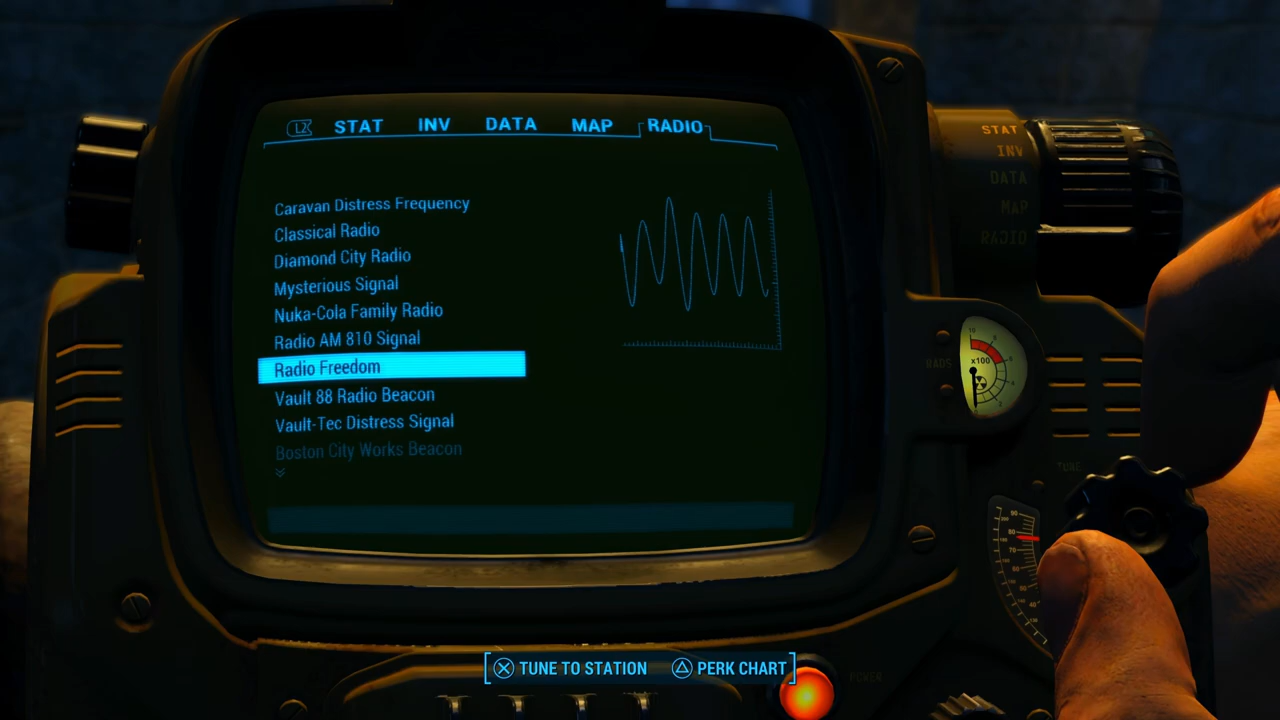 L2 STAT INV DATA MAP RADIO
Caravan Distress Frequency
Classical Radio
Diamond City Radio
Mysterious Signal
Nuka-Cola Family Radio
Radio AM 810 Signal
Radio Freedom
Vault 88 Radio Beacon
Vault-Tec Distress Signal
Boston City Works Beacon
STAT
INV
DATA
MAP
RADIO
RADS
x100
TUNE
POWER
TUNE TO STATION PERK CHART